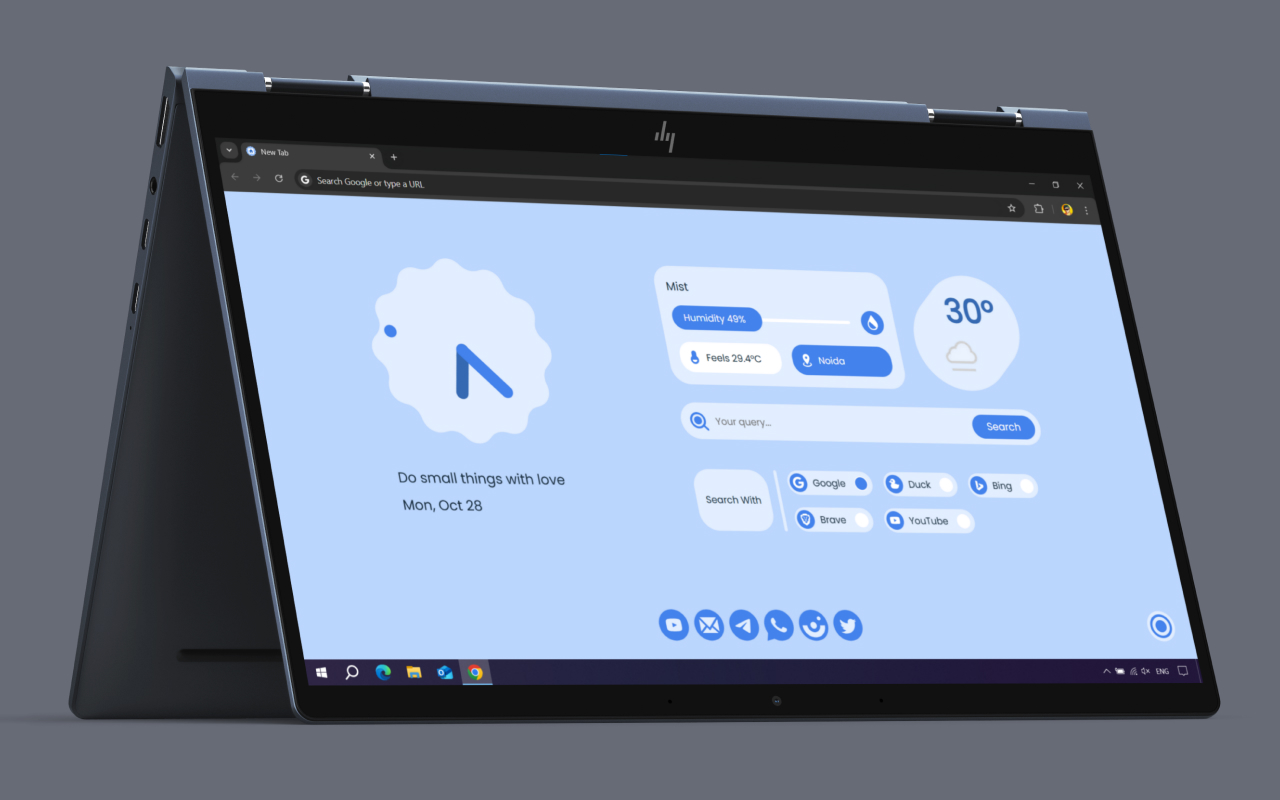 hp
New Tab
Search Google or type a URL
Mist
Humidity 49%
Feels 29.4°C
Noida
30°
Your query...
Search
Do small things with love
Mon, Oct 28
Search With
Google
Duck
Bing
Brave
YouTube
ENG